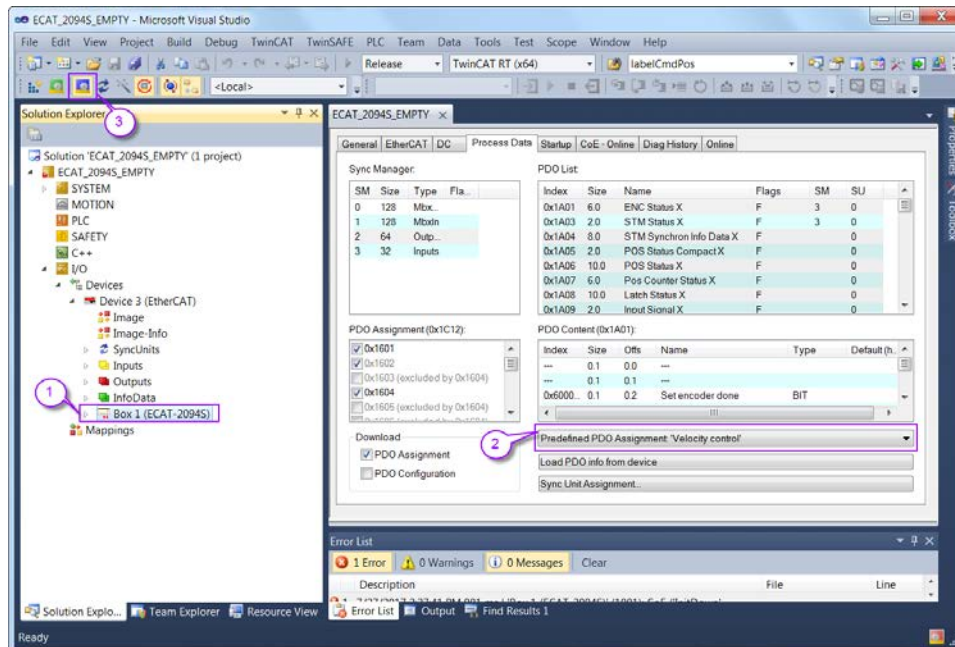 ECAT_2094S_EMPTY - Microsoft Visual Studio
File Edit View Project Build Debug TwinCAT TwinSAFE PLC Team Data Tools Test Scope Window Help
Release TwinCAT RT (x64) labelCmdPos
<Local>
3
Solution Explorer
Solution 'ECAT_2094S_EMPTY' (1 project)
ECAT_2094S_EMPTY
SYSTEM
MOTION
PLC
SAFETY
C++
I/O
Devices
Device 3 (EtherCAT)
Image
Image-Info
SyncUnits
Inputs
Outputs
InfoData
1
Box 1 (ECAT-2094S)
Mappings
Solution Explo... Team Explorer Resource View
ECAT_2094S_EMPTY
General EtherCAT DC Process Data Startup CoE - Online Diag History Online
Sync Manager:
SM Size Type Fla...
0 128 Mbx...
1 128 MbxIn
2 64 Outp...
3 32 Inputs
PDO List:
Index Size Name Flags SM SU
0x1A01 6.0 ENC Status X F 3 0
0x1A03 2.0 STM Status X F 3 0
0x1A04 8.0 STM Synchron Info Data X F 0
0x1A05 2.0 POS Status Compact X F 0
0x1A06 10.0 POS Status X F 0
0x1A07 6.0 Pos Counter Status X F 0
0x1A08 10.0 Latch Status X F 0
0x1A09 2.0 Input Signal X F 0
PDO Assignment (0x1C12):
0x1601
0x1602
0x1603 (excluded by 0x1604)
0x1604
0x1605 (excluded by 0x1604)
PDO Content (0x1A01):
Index Size Offs Name Type Default (h...
--- 0.1 0.0 ---
--- 0.1 0.1 ---
0x6000... 0.1 0.2 Set encoder done BIT
Download
PDO Assignment
PDO Configuration
2
Predefined PDO Assignment: 'Velocity control'
Load PDO info from device
Sync Unit Assignment...
Properties
Toolbox
Error List
1 Error 0 Warnings 0 Messages Clear
Description File Line
Error List Output Find Results 1
Ready